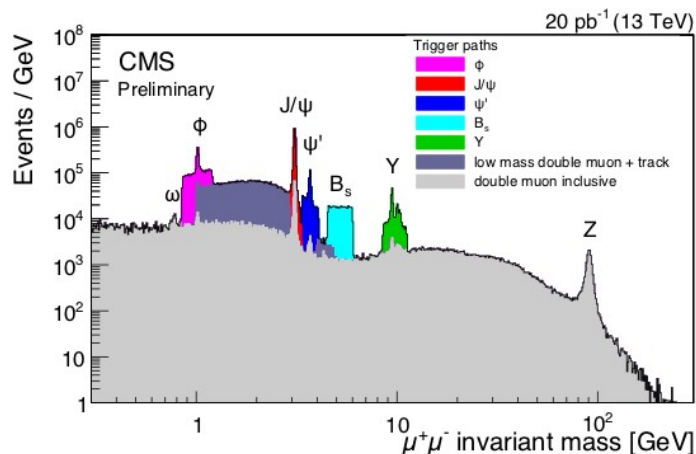 20 pb⁻¹ (13 TeV)
Events / GeV
10⁸
10⁷
10⁶
10⁵
10⁴
10³
10²
10
1
CMS
Preliminary
ω
Φ
J/ψ
ψ'
Bₛ
Υ
Z
Trigger paths
ϕ
J/ψ
ψ'
Bₛ
Υ
low mass double muon + track
double muon inclusive
1
10
10²
μ⁺μ⁻ invariant mass [GeV]